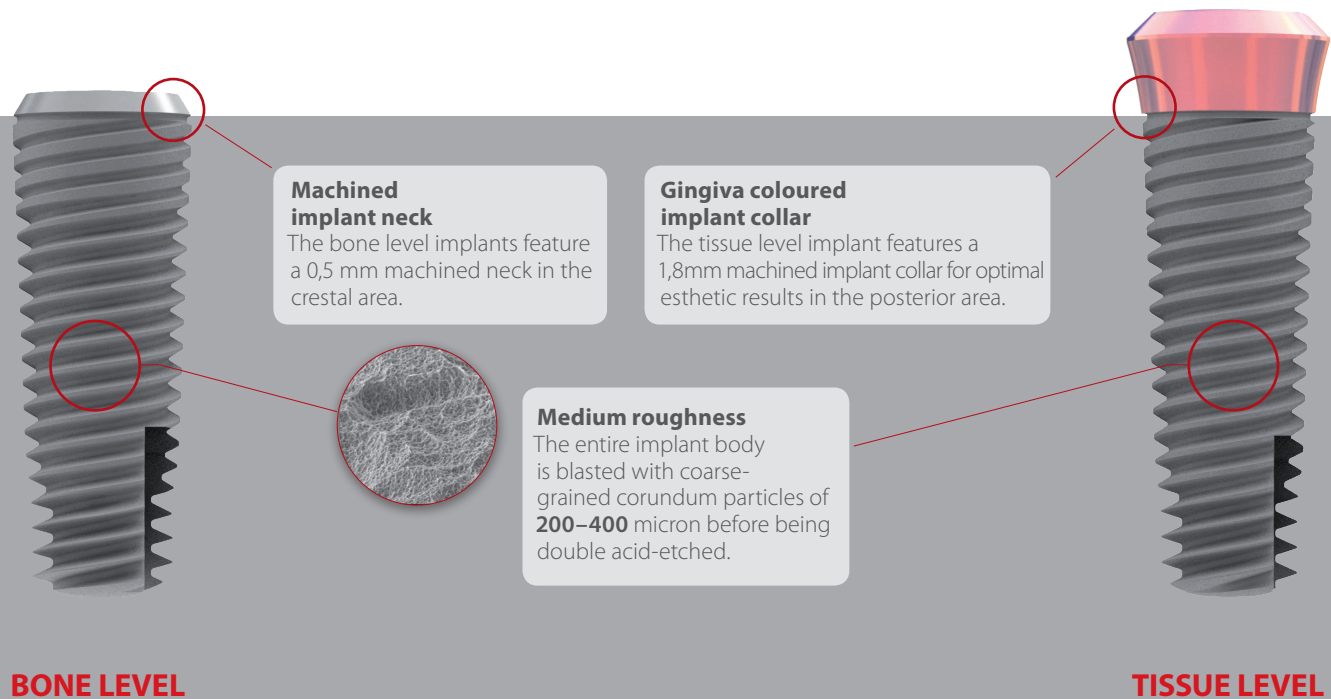 Machined
implant neck
The bone level implants feature
a 0,5 mm machined neck in the
crestal area.
Gingiva coloured
implant collar
The tissue level implant features a
1,8mm machined implant collar for optimal
esthetic results in the posterior area.
Medium roughness
The entire implant body
is blasted with coarse-
grained corundum particles of
200–400 micron before being
double acid-etched.
BONE LEVEL
TISSUE LEVEL